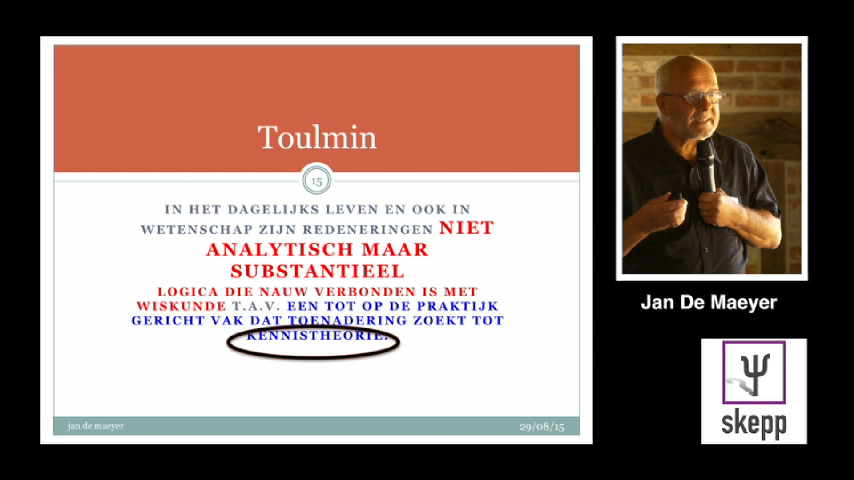 Toulmin
15
IN HET DAGELIJKS LEVEN EN OOK IN
WETENSCHAP ZIJN REDENERINGEN NIET
ANALYTISCH MAAR
SUBSTANTIEEL
LOGICA DIE NAUW VERBONDEN IS MET
WISKUNDE T.A.V. EEN TOT OP DE PRAKTIJK
GERICHT VAK DAT TOENADERING ZOEKT TOT
KENNISTHEORIE.
jan de maeyer
29/08/15
Jan De Maeyer
skepp